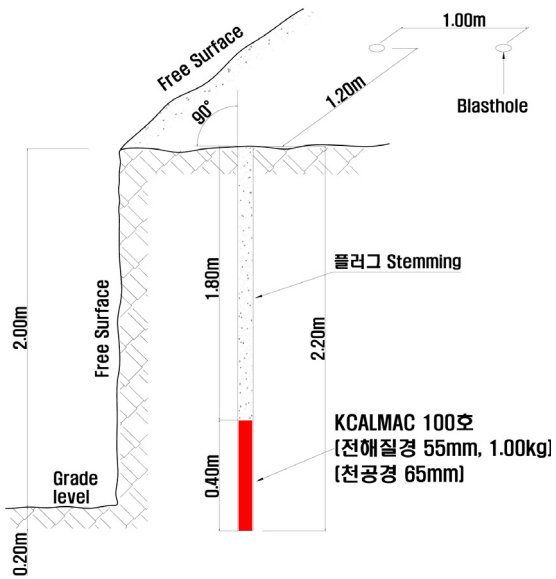 1.00m
Free Surface
1.20m
Blasthole
90°
플러그 Stemming
1.80m
2.00m
Free Surface
2.20m
KCALMAC 100호
(전해질경 55mm, 1.00kg)
(천공경 65mm)
0.40m
Grade
level
0.20m